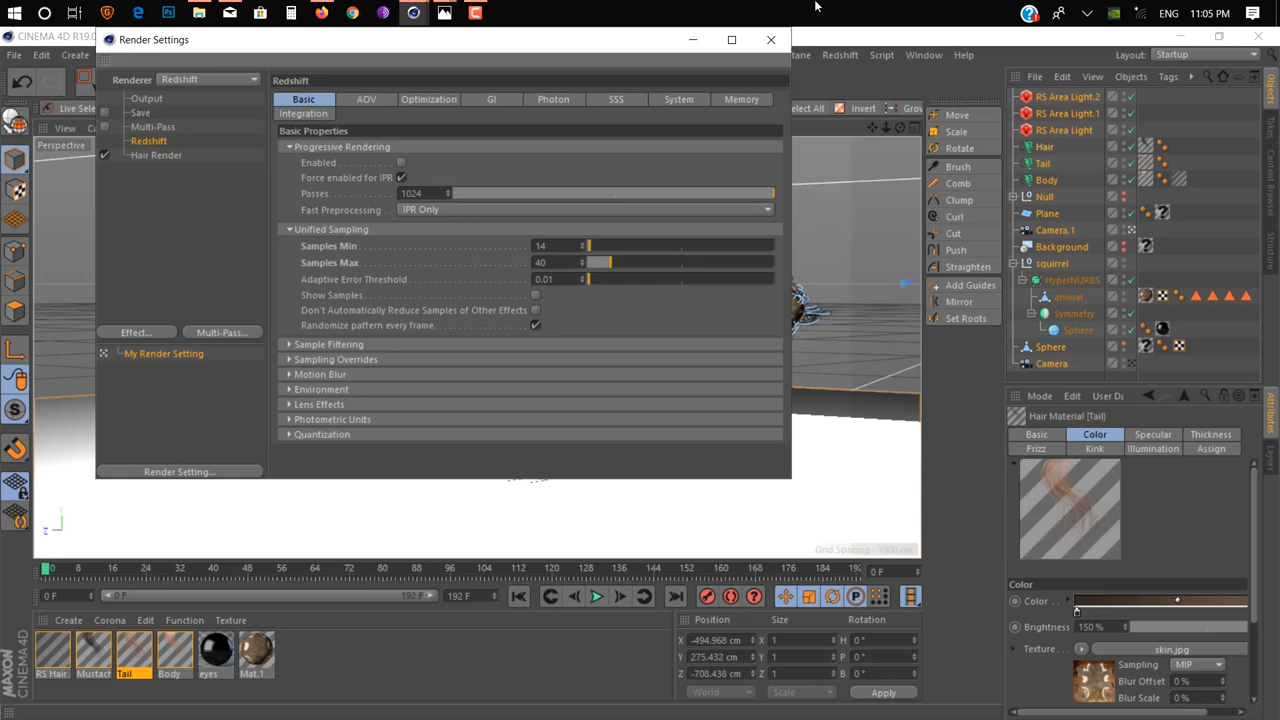 ENG 11:05 PM
CINEMA 4D R19.0
Render Settings
Layout: Startup
File Edit Create
tane Redshift Script Window Help
Renderer Redshift
Output
Save
Multi-Pass
Redshift
Hair Render
Effect...
Multi-Pass...
My Render Setting
Render Setting...
Redshift
Basic AOV Optimization GI Photon SSS System Memory
Integration
Basic Properties
Progressive Rendering
Enabled
Force enabled for IPR
Passes 1024
Fast Preprocessing IPR Only
Unified Sampling
Samples Min 14
Samples Max 40
Adaptive Error Threshold 0.01
Show Samples
Don't Automatically Reduce Samples of Other Effects
Randomize pattern every frame
Sample Filtering
Sampling Overrides
Motion Blur
Environment
Lens Effects
Photometric Units
Quantization
Live Sele
View Ca
Perspective
elect All Invert Grow
Move
Scale
Rotate
Brush
Comb
Clump
Curl
Cut
Push
Straighten
Add Guides
Mirror
Set Roots
File Edit View Objects Tags
RS Area Light.2
RS Area Light.1
RS Area Light
Hair
Tail
Body
Null
Plane
Camera.1
Background
squirrel
HyperNURBS
animal
Symmetry
Sphere
Sphere
Camera
Objects
Content Browser
Structure
Attributes
Layers
Mode Edit User Da
Hair Material [Tail]
Basic Color Specular Thickness
Frizz Kink Illumination Assign
Color
Color
Brightness 150 %
Texture skin.jpg
Sampling MIP
Blur Offset 0 %
Blur Scale 0 %
Grid Spacing : 1000 cm
Z Y
0 8 16 24 32 40 48 56 64 72 80 88 96 104 112 120 128 136 144 152 160 168 176 184 192 0 F
0 F 0 F 192 F 192 F
Create Corona Edit Function Texture
RS Hair Mustach Tail Body eyes Mat.1
Position Size Rotation
X -494.968 cm X 1 H 0 °
Y 275.432 cm Y 1 P 0 °
Z -708.438 cm Z 1 B 0 °
World Scale Apply
MAXON
CINEMA 4D